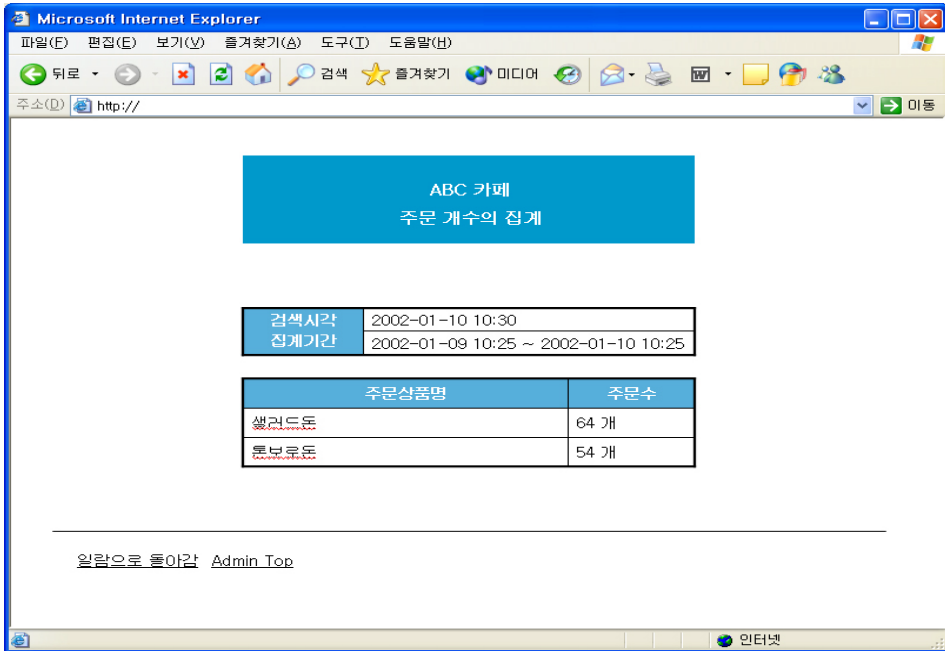 Microsoft Internet Explorer
파일(F) 편집(E) 보기(V) 즐겨찾기(A) 도구(T) 도움말(H)
뒤로 검색 즐겨찾기 미디어
주소(D) http:// 이동
ABC 카페
주문 개수의 집계
검색시각 2002-01-10 10:30
집계기간 2002-01-09 10:25 ~ 2002-01-10 10:25
주문상품명 주문수
샐러드돈 64 개
톤보로돈 54 개
일람으로 돌아감 Admin Top
인터넷